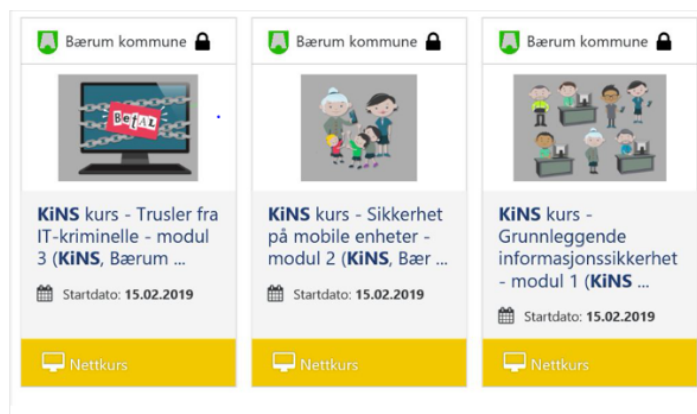 Bærum kommune
BetAL
KiNS kurs - Trusler fra
IT-kriminelle - modul
3 (KiNS, Bærum ...
Startdato: 15.02.2019
Nettkurs
Bærum kommune
KiNS kurs - Sikkerhet
på mobile enheter -
modul 2 (KiNS, Bær ...
Startdato: 15.02.2019
Nettkurs
Bærum kommune
KiNS kurs -
Grunnleggende
informasjonssikkerhet
- modul 1 (KiNS ...
Startdato: 15.02.2019
Nettkurs